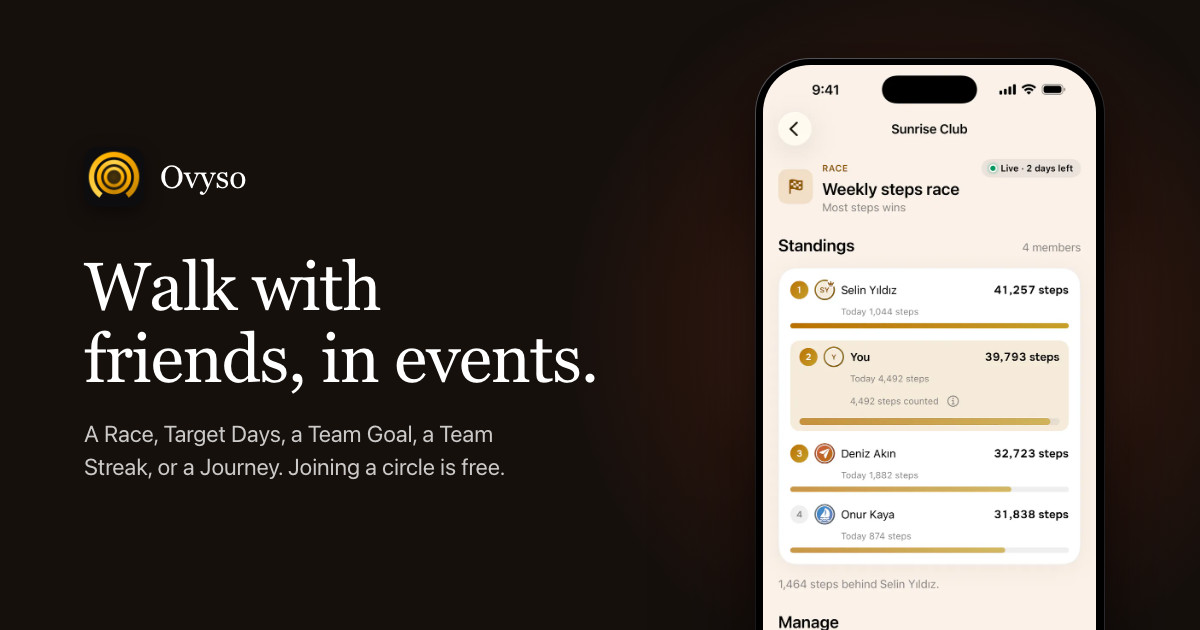 Ovyso
Walk with
friends, in events.
A Race, Target Days, a Team Goal, a Team
Streak, or a Journey. Joining a circle is free.
9:41
Sunrise Club
RACE
Live · 2 days left
Weekly steps race
Most steps wins
Standings
4 members
1 SY Selin Yıldız 41,257 steps
Today 1,044 steps
2 Y You 39,793 steps
Today 4,492 steps
4,492 steps counted
3 Deniz Akın 32,723 steps
Today 1,882 steps
4 Onur Kaya 31,838 steps
Today 874 steps
1,464 steps behind Selin Yıldız.
Manage